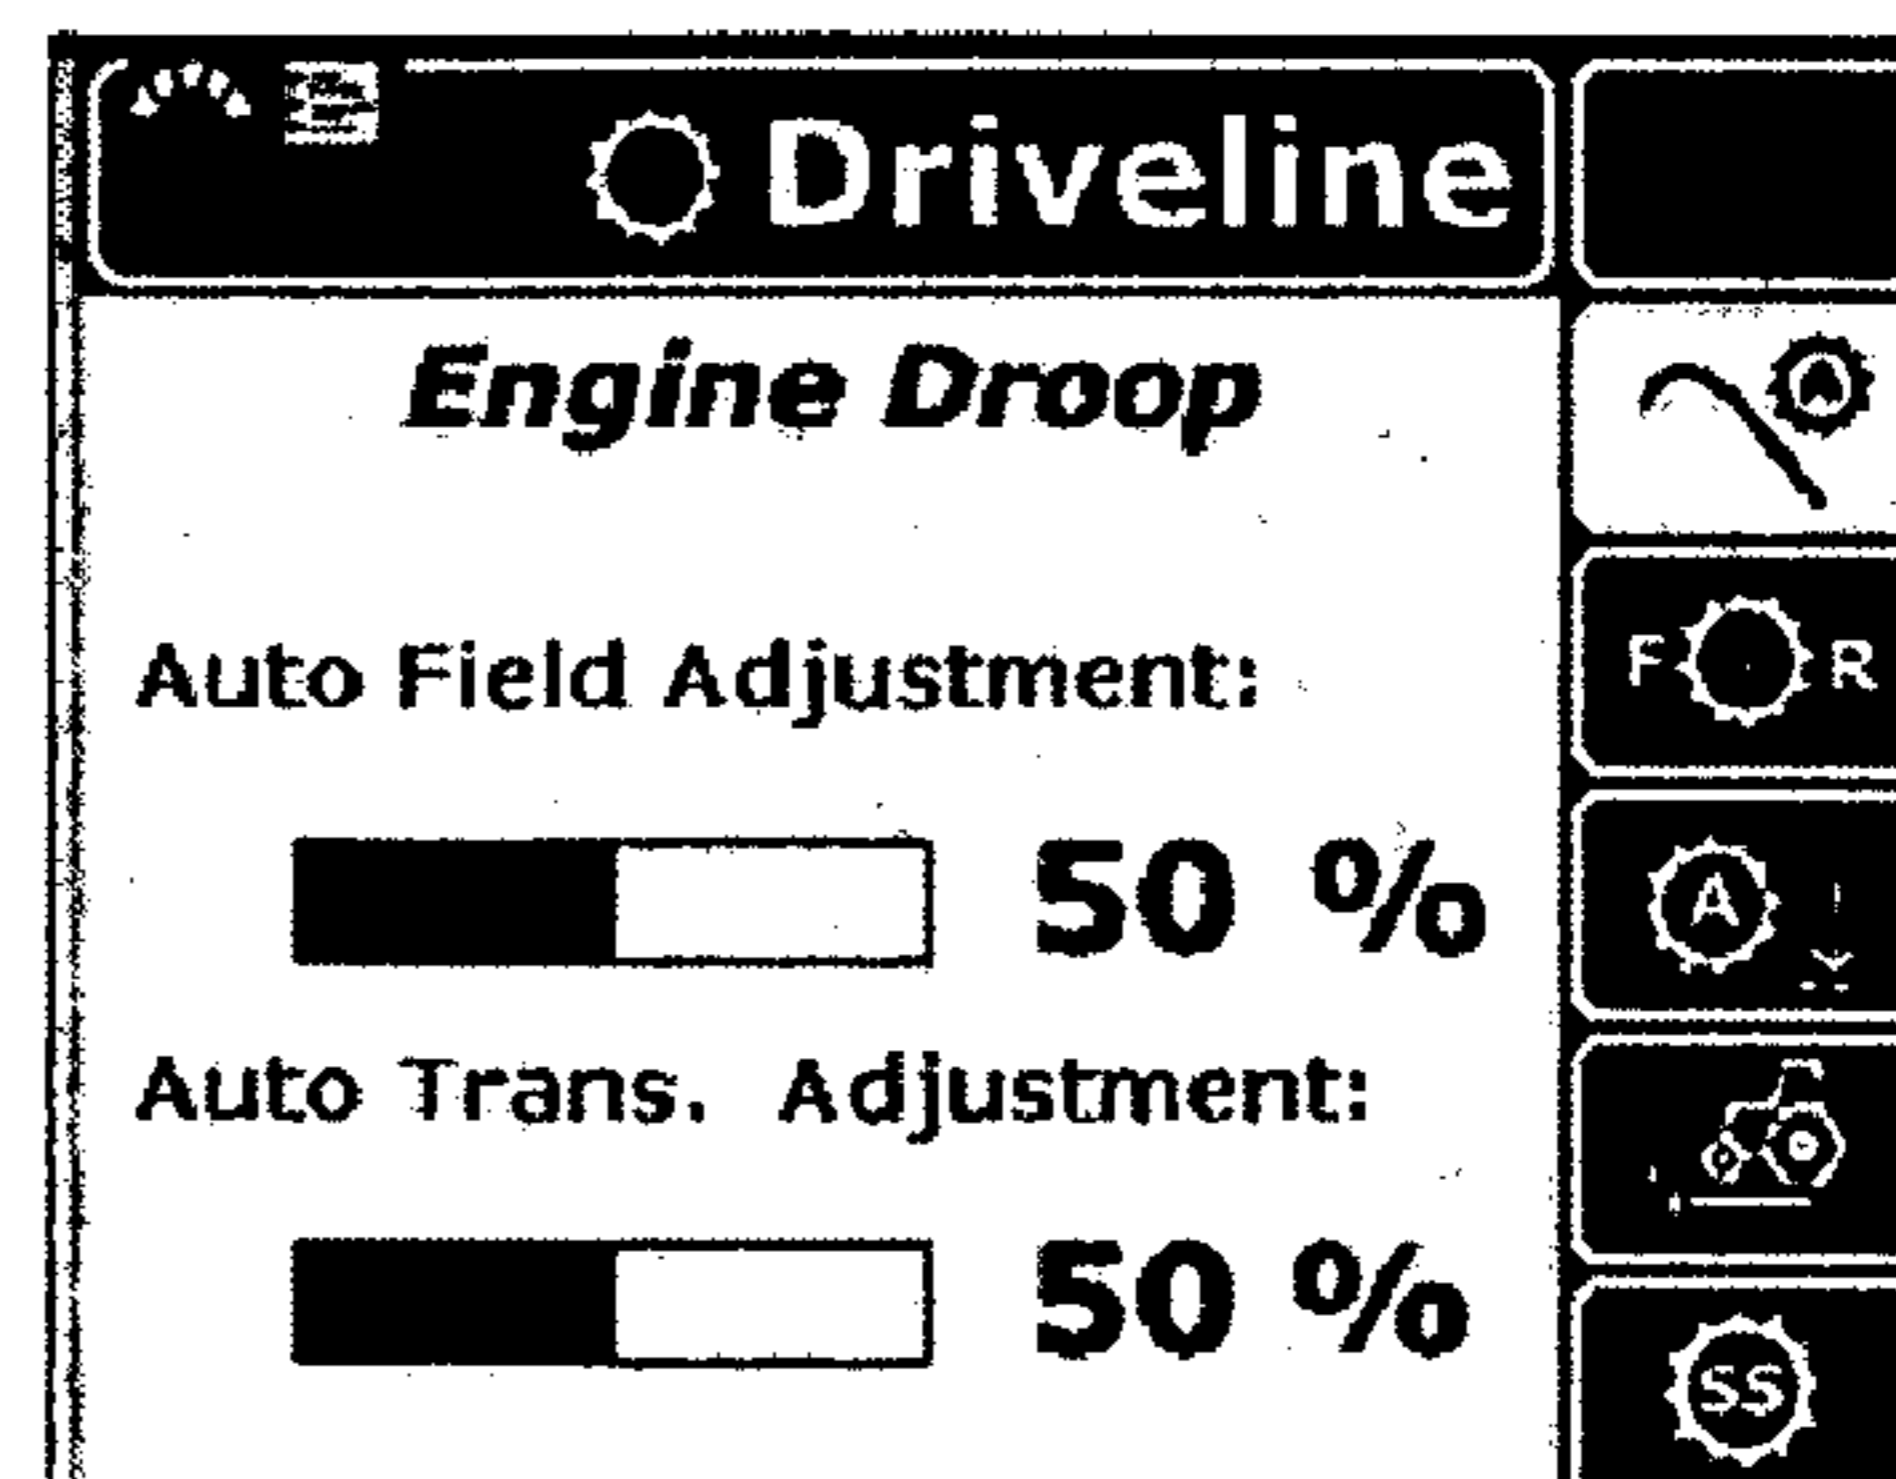 Driveline
Engine Droop
F R
Auto Field Adjustment:
50 %
A
Auto Trans. Adjustment:
50 %
SS